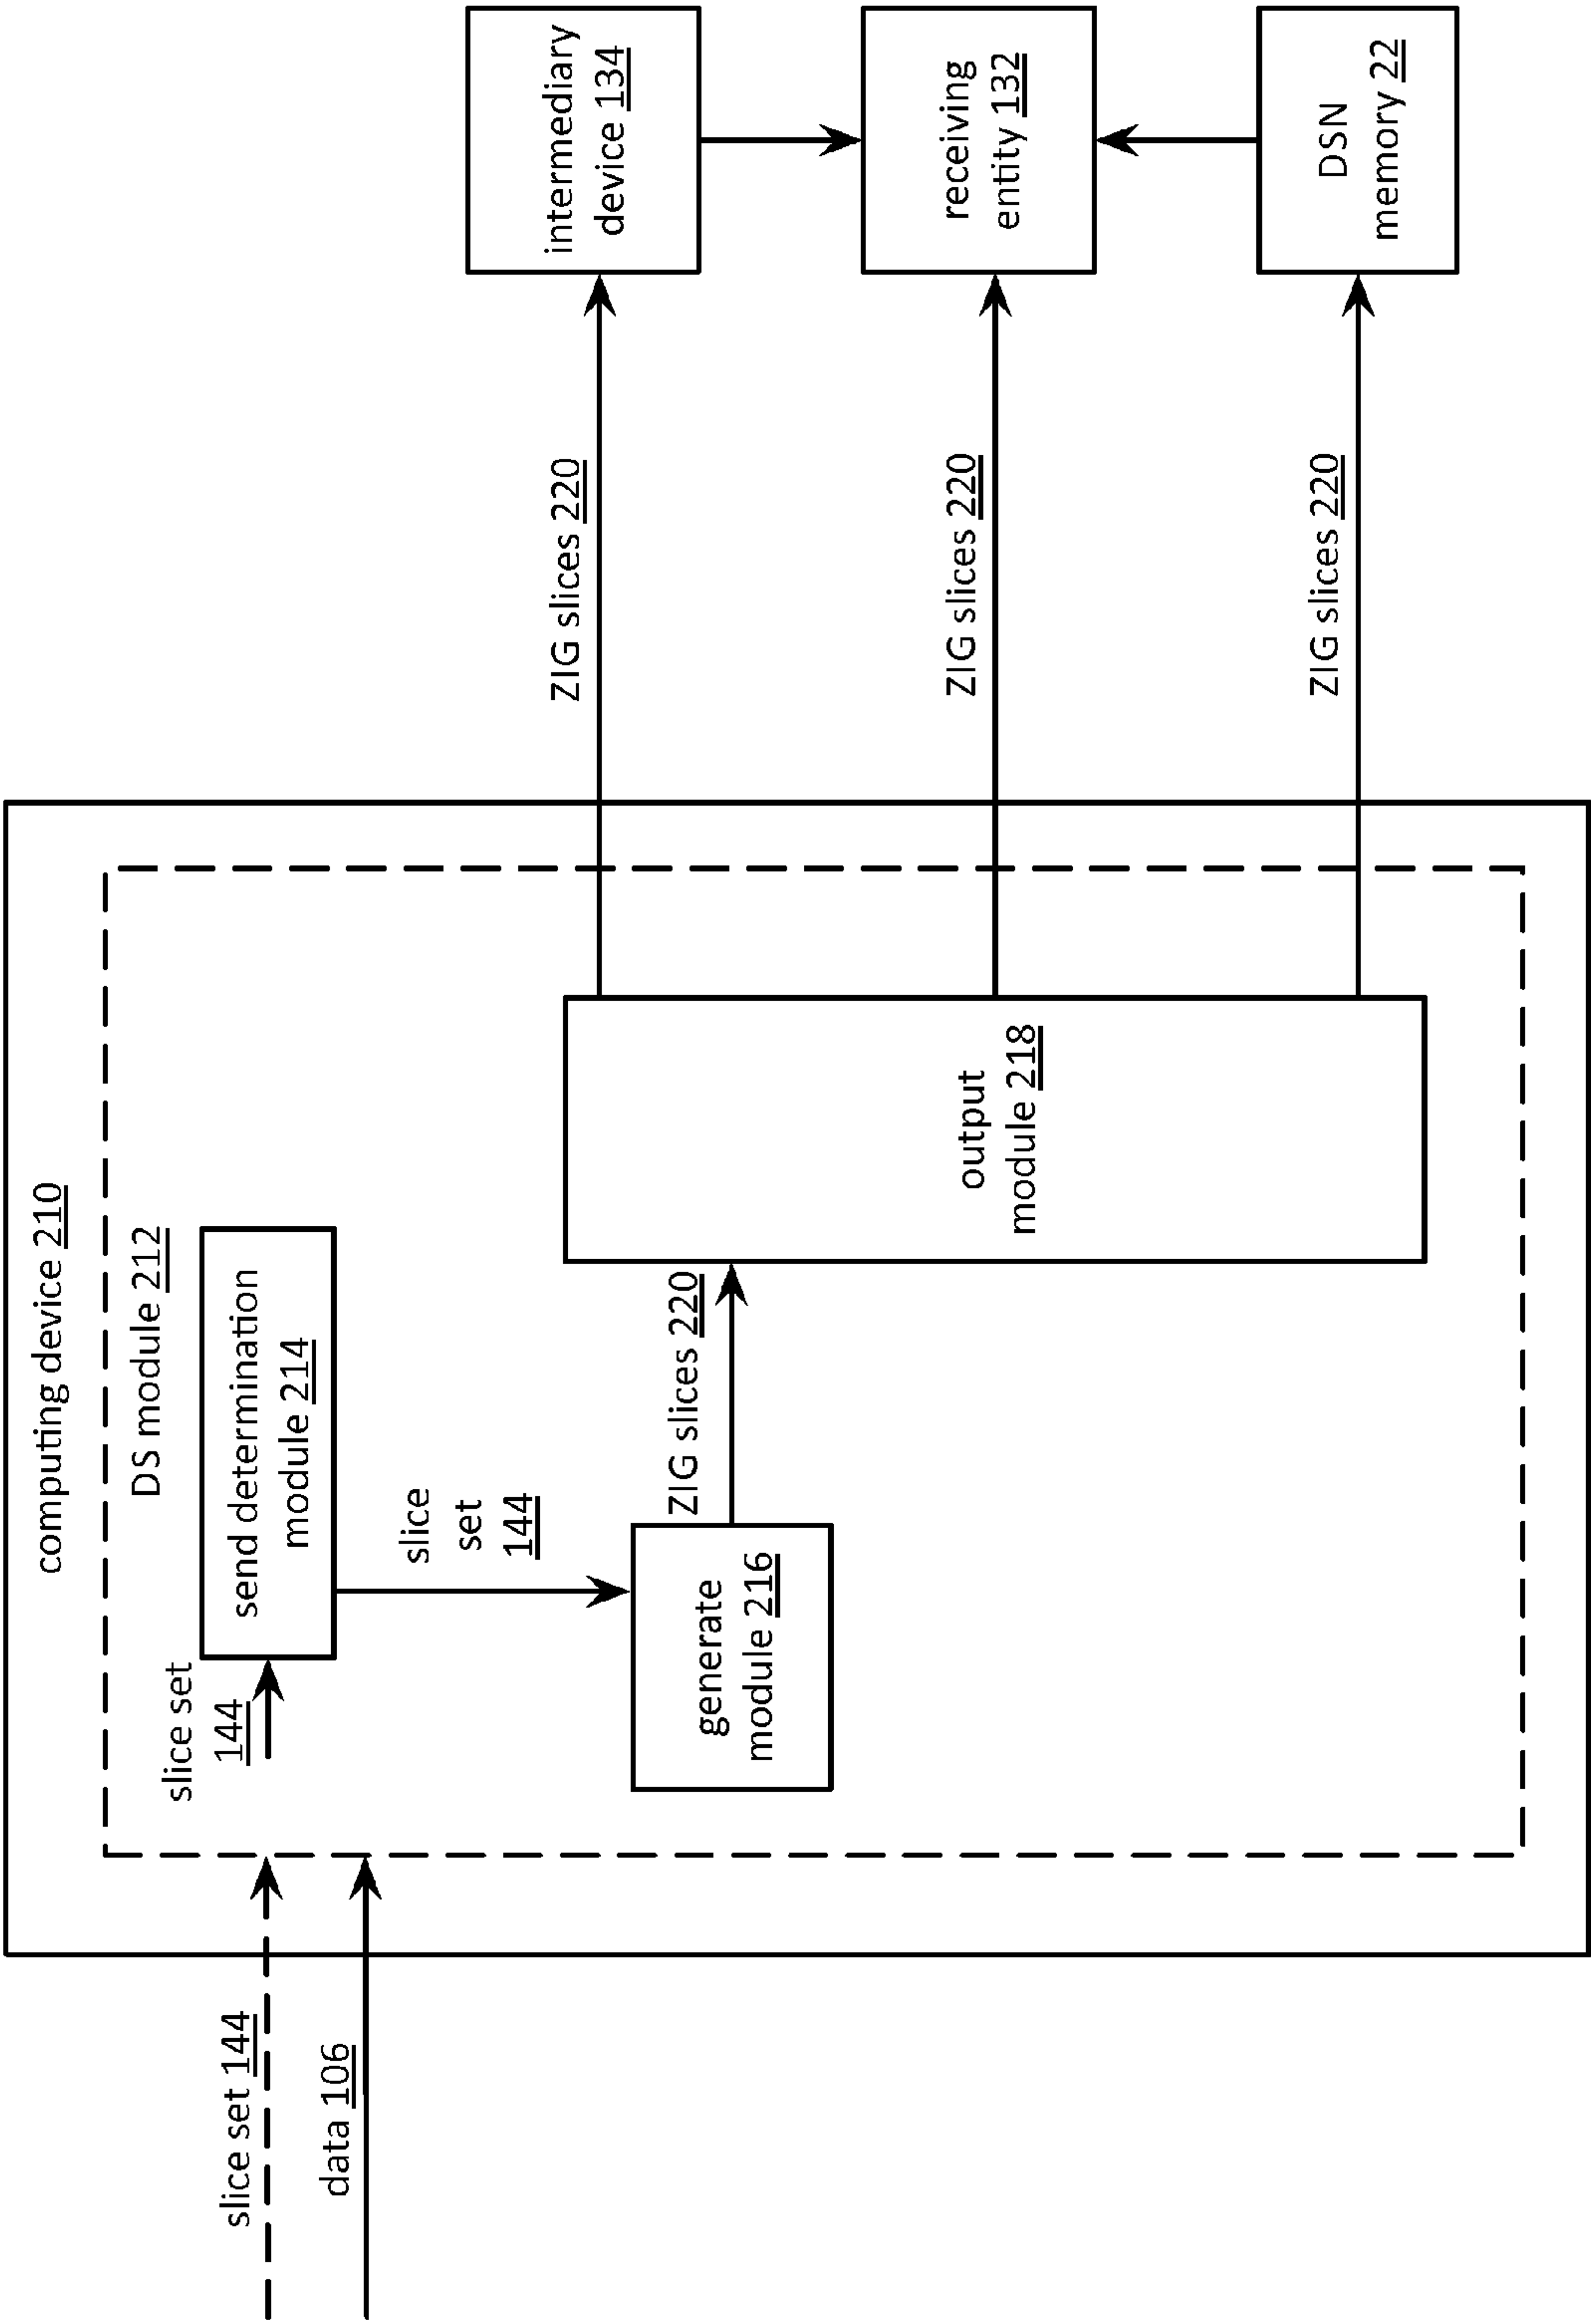 computing device 210
DS module 212
slice set 144
data 106
slice set
144
send determination
module 214
slice
set
144
generate
module 216
ZIG slices 220
output
module 218
ZIG slices 220
ZIG slices 220
ZIG slices 220
intermediary
device 134
receiving
entity 132
DSN
memory 22